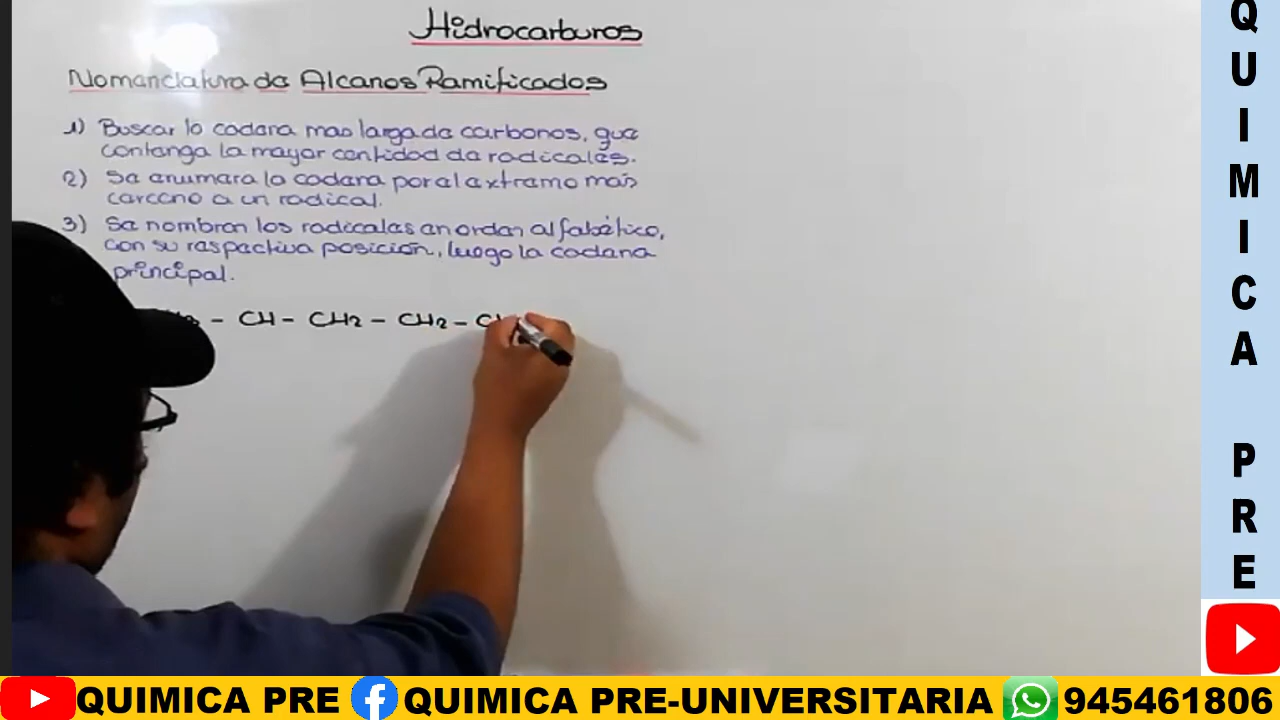 Hidrocarburos
Nomenclatura de Alcanos Ramificados
1) Buscar la cadena mas larga de carbonos, que
contenga la mayor cantidad de radicales.
2) Se enumara la cadena por el extremo más
carcano a un radical.
3) Se nombran los radicales en orden alfabético,
con su respectiva posición, luego la cadena
principal.
- CH - CH2 - CH2 -
QUIMICA PRE
QUIMICA PRE QUIMICA PRE-UNIVERSITARIA 945461806